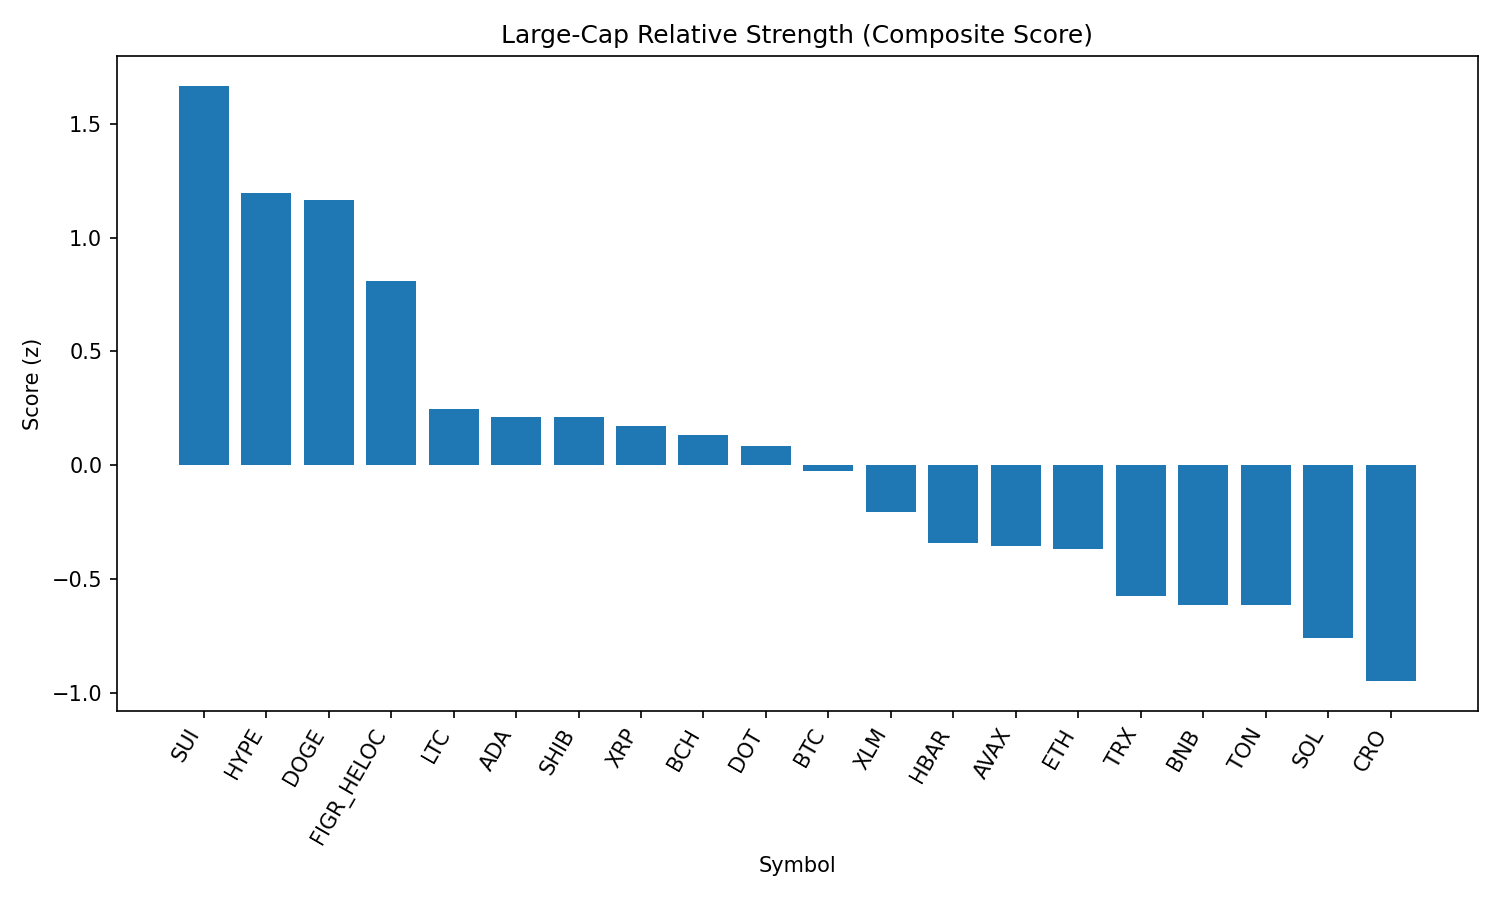 Large-Cap Relative Strength (Composite Score)
Score (z)
1.5
1.0
0.5
0.0
−0.5
−1.0
SUI
HYPE
DOGE
FIGR_HELOC
LTC
ADA
SHIB
XRP
BCH
DOT
BTC
XLM
HBAR
AVAX
ETH
TRX
BNB
TON
SOL
CRO
Symbol